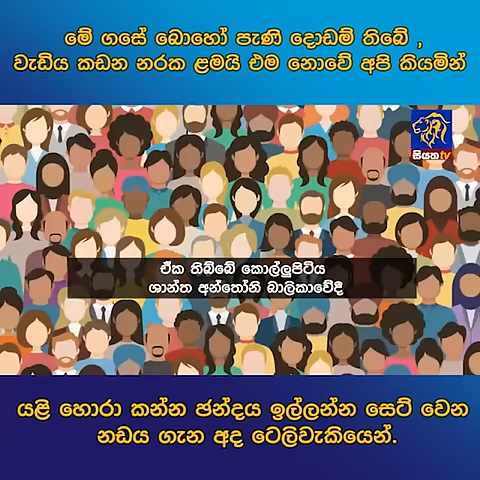 මේ ගසේ බොහෝ පැණි දොඩම් තිබේ ,
වැඩිය කඩන නරක ළමයි එම නොවේ අපි කියමින්
සියත tv
ඒක තිබ්බේ කොල්ලුපිටිය
ශාන්ත අන්තෝනි බාලිකාවේදී
යළි හොරා කන්න ඡන්දය ඉල්ලන්න සෙට් වෙන
නඩය ගැන අද ටෙලිවැකියෙන්.